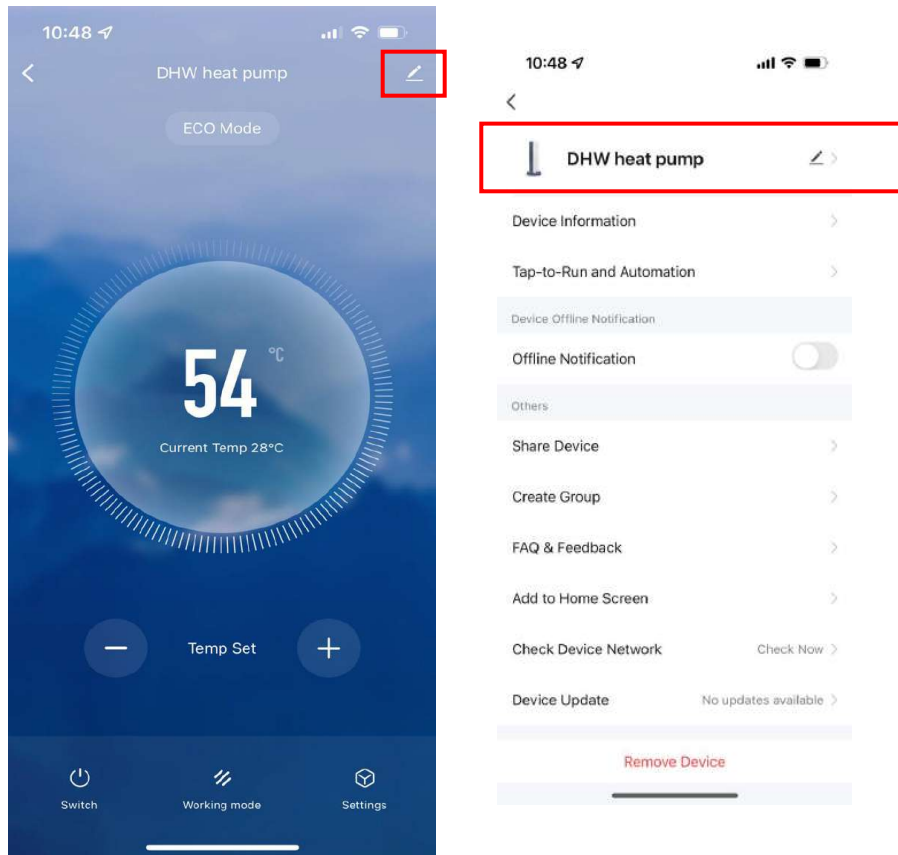 10:48
DHW heat pump
ECO Mode
54 °C
Current Temp 28°C
Temp Set
Switch
Working mode
Settings
10:48
DHW heat pump
Device Information
Tap-to-Run and Automation
Device Offline Notification
Offline Notification
Others
Share Device
Create Group
FAQ & Feedback
Add to Home Screen
Check Device Network Check Now
Device Update No updates available
Remove Device